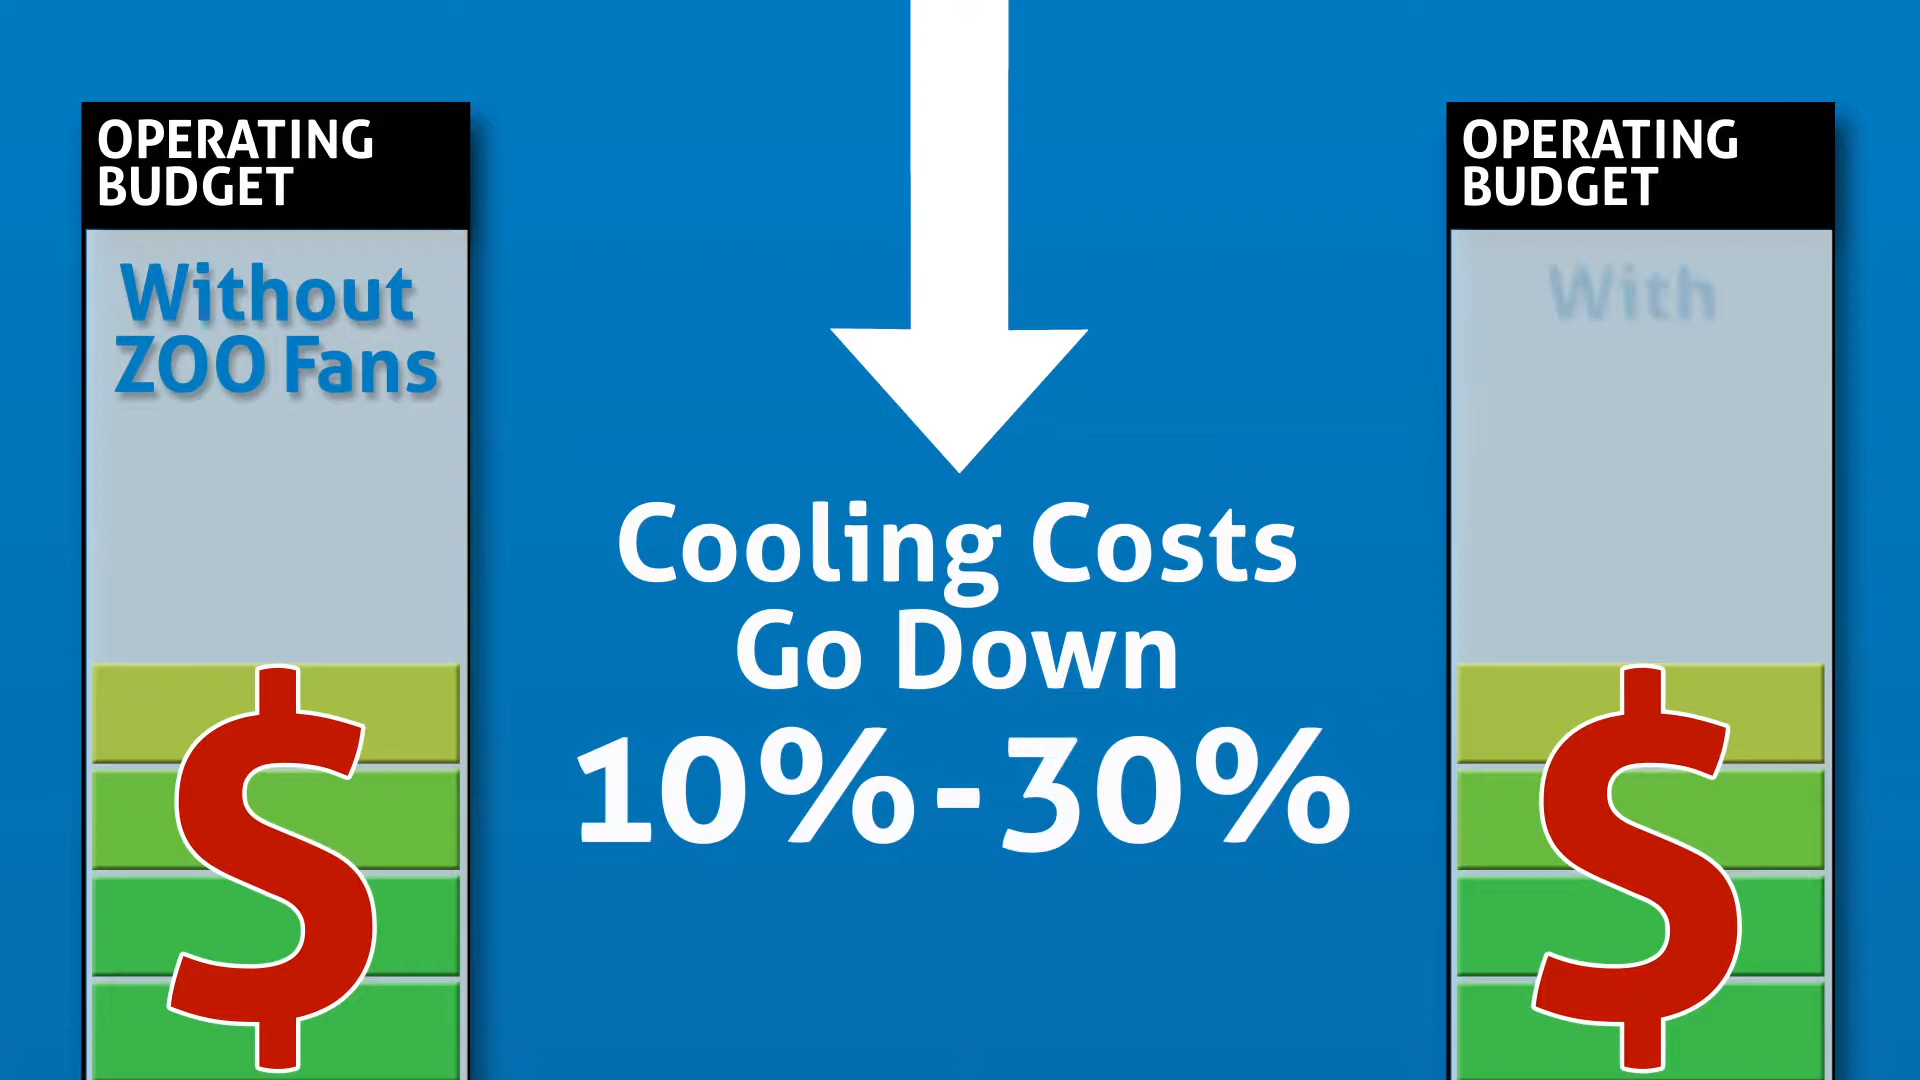 OPERATING
BUDGET
Without
ZOO Fans
$
Cooling Costs
Go Down
10%-30%
OPERATING
BUDGET
With
$